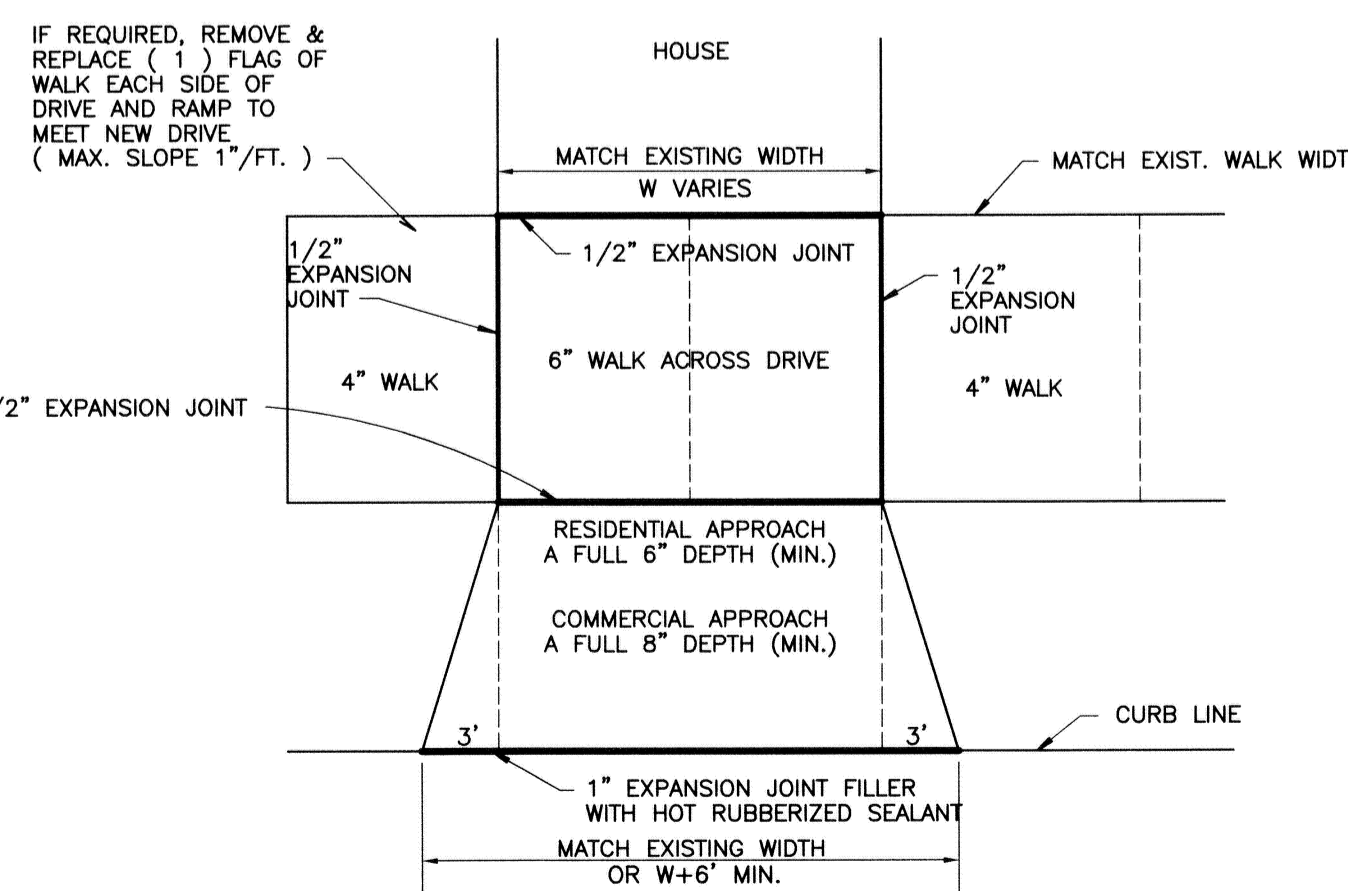 IF REQUIRED, REMOVE &
REPLACE ( 1 ) FLAG OF
WALK EACH SIDE OF
DRIVE AND RAMP TO
MEET NEW DRIVE
( MAX. SLOPE 1"/FT. )
HOUSE
MATCH EXISTING WIDTH
W VARIES
MATCH EXIST. WALK WIDT
1/2"
EXPANSION
JOINT
1/2" EXPANSION JOINT
1/2"
EXPANSION
JOINT
4" WALK
6" WALK ACROSS DRIVE
4" WALK
/2" EXPANSION JOINT
RESIDENTIAL APPROACH
A FULL 6" DEPTH (MIN.)
COMMERCIAL APPROACH
A FULL 8" DEPTH (MIN.)
3'
3'
CURB LINE
1" EXPANSION JOINT FILLER
WITH HOT RUBBERIZED SEALANT
MATCH EXISTING WIDTH
OR W+6' MIN.